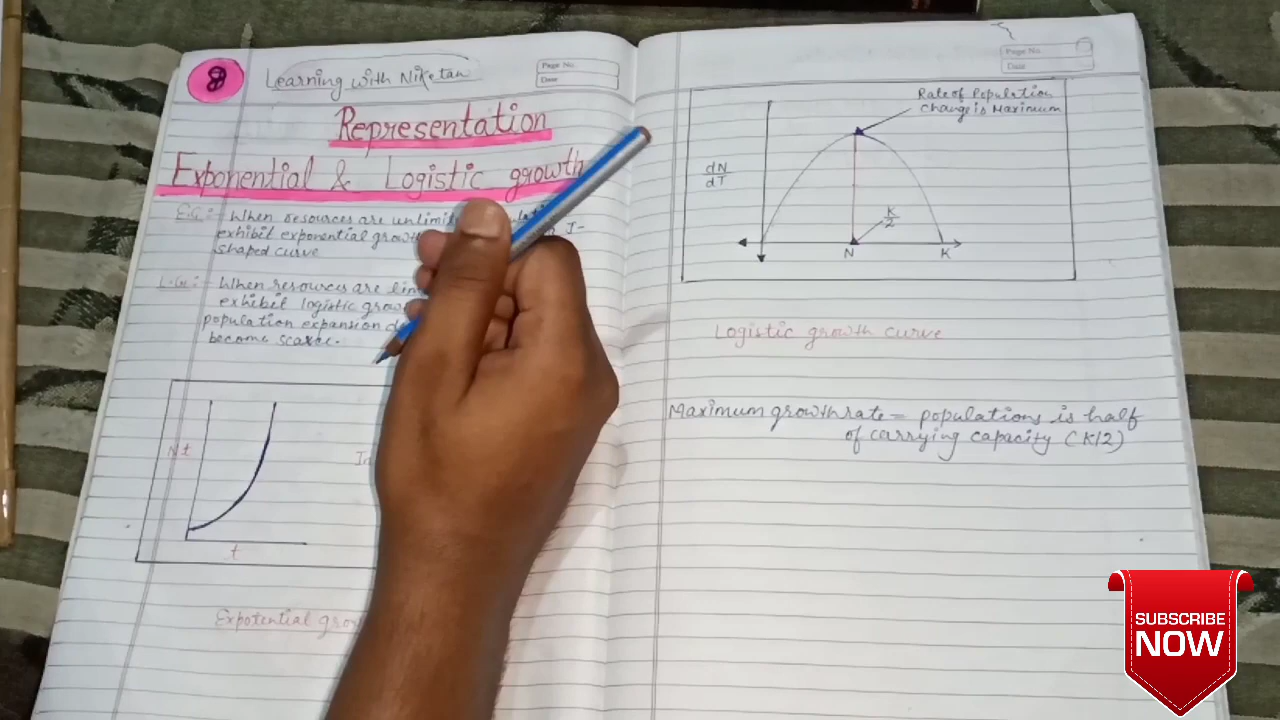 8
Learning with Niketan
Page No.
Date
Representation
Exponential & Logistic growth
E.G:- When resources are unlimit
exhibit exponential grow
shaped curve
L.G:- When resources are lim
exhibit logistic grow
population expansion de
become scarce.
Nt
t
Page No.
Date
Rate of Population
Change is Maximum
dN
dT
K
2
N
K
Logistic growth curve
Maximum growth rate = populations is half
of carrying capacity (K/2)
SUBSCRIBE
NOW